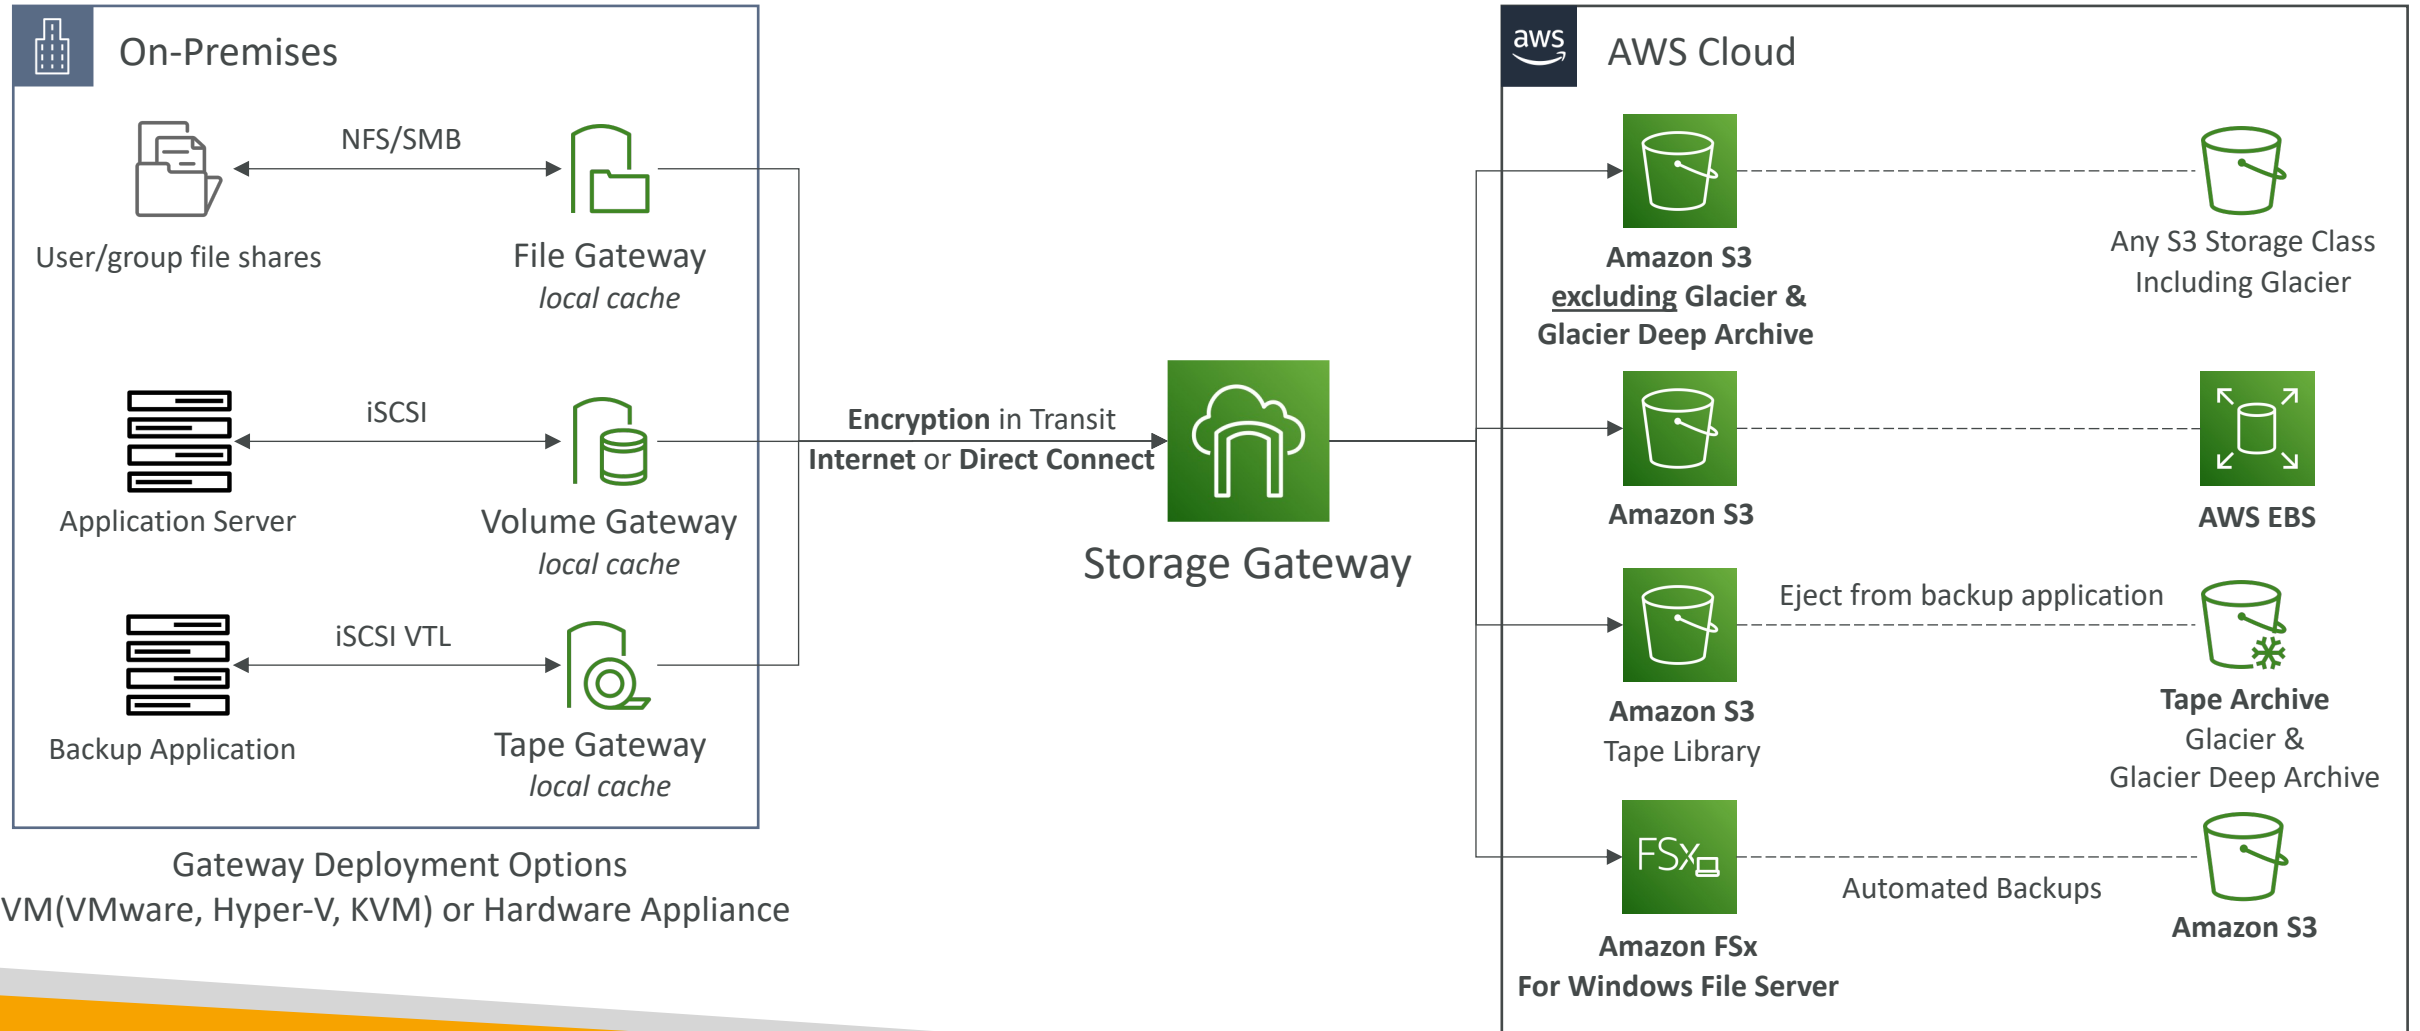 On-Premises
NFS/SMB
User/group file shares
File Gateway
local cache
iSCSI
Application Server
Volume Gateway
local cache
iSCSI VTL
Backup Application
Tape Gateway
local cache
Gateway Deployment Options
VM(VMware, Hyper-V, KVM) or Hardware Appliance
Encryption in Transit
Internet or Direct Connect
Storage Gateway
aws
AWS Cloud
Amazon S3
excluding Glacier &
Glacier Deep Archive
Any S3 Storage Class
Including Glacier
Amazon S3
AWS EBS
Amazon S3
Tape Library
Eject from backup application
Tape Archive
Glacier &
Glacier Deep Archive
FSx
Amazon FSx
For Windows File Server
Automated Backups
Amazon S3